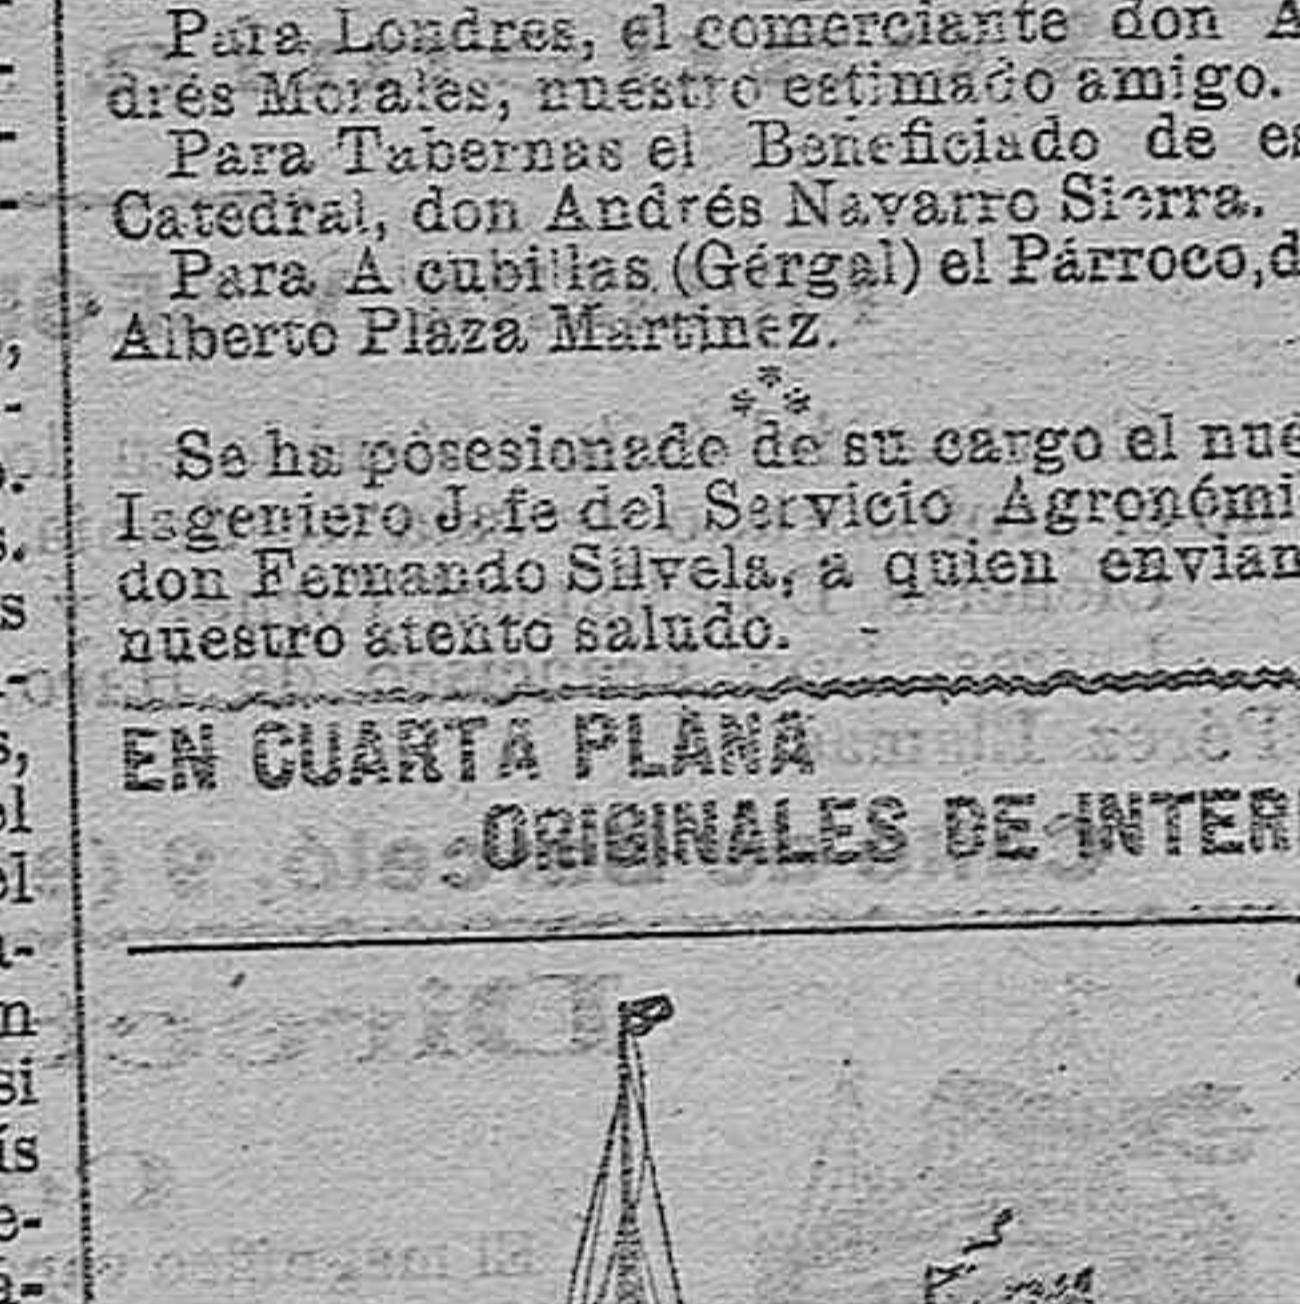 Para Londres, el comerciante don A
drés Morales, nuestro estimado amigo.
Para Tabernas el Beneficiado de es
Catedral, don Andrés Navarro Sierra.
Para A cubillas (Gérgal) el Párroco, d
Alberto Plaza Martinez.
***
Se ha posesionado de su cargo el nue
Ingeniero Jefe del Servicio Agronómi
don Fernando Silvela, a quien envian
nuestro atento saludo.
EN CUARTA PLANA
ORIGINALES DE INTER